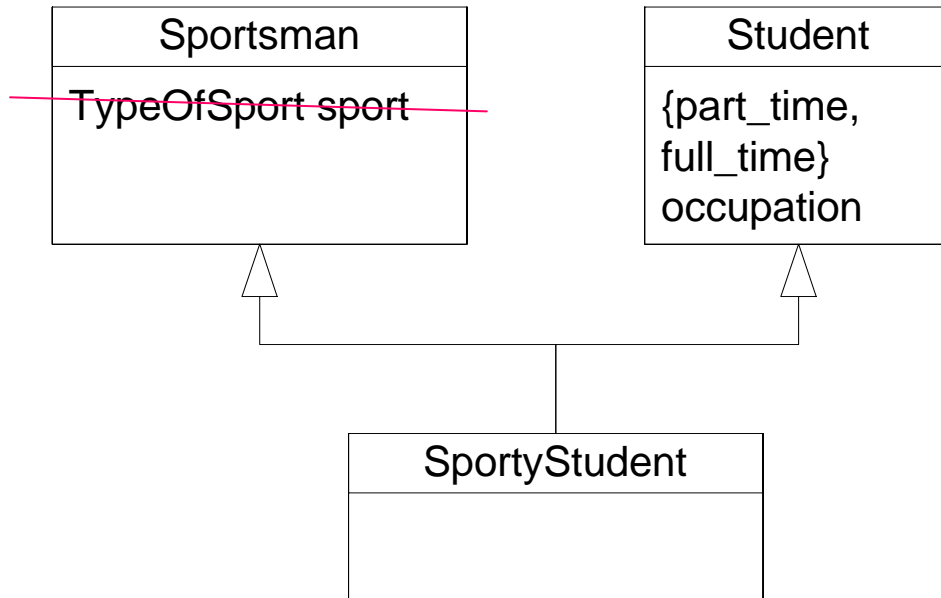 Sportsman
TypeOfSport sport
Student
{part_time,
full_time}
occupation
SportyStudent